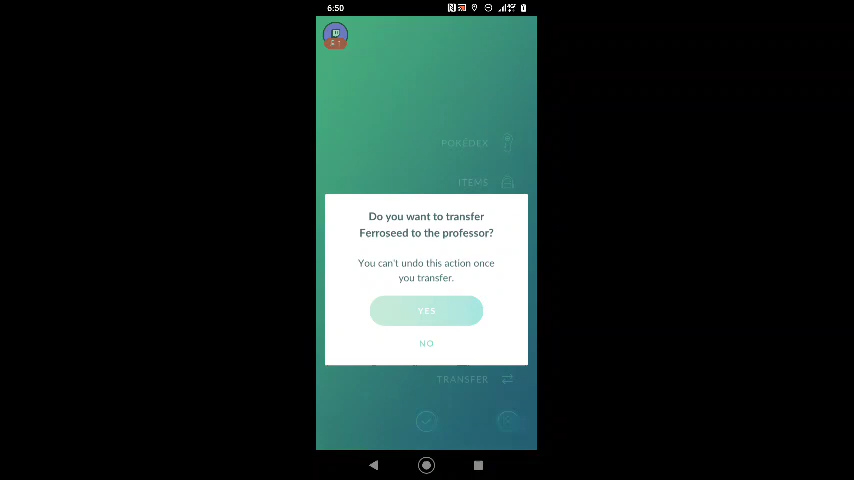 6:50
POKÉDEX
ITEMS
Do you want to transfer
Ferroseed to the professor?
You can't undo this action once
you transfer.
YES
NO
TRANSFER